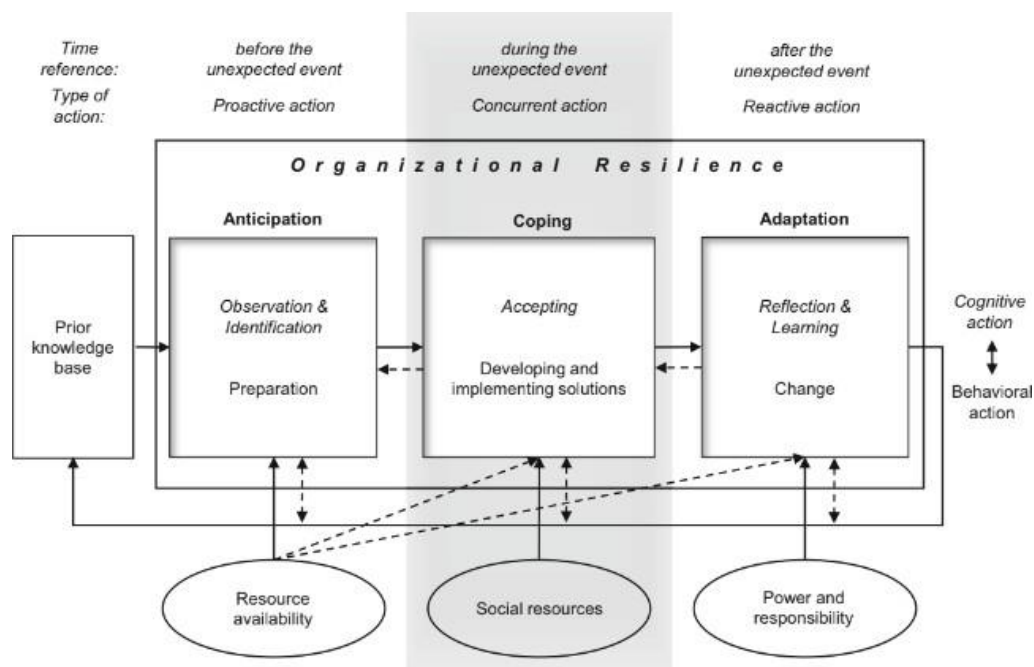 Time
reference:
before the
unexpected event
during the
unexpected event
after the
unexpected event
Type of
action:
Proactive action
Concurrent action
Reactive action
Organizational Resilience
Anticipation
Coping
Adaptation
Prior
knowledge
base
Observation &
Identification
Preparation
Accepting
Developing and
implementing solutions
Reflection &
Learning
Change
Cognitive
action
Behavioral
action
Resource
availability
Social resources
Power and
responsibility